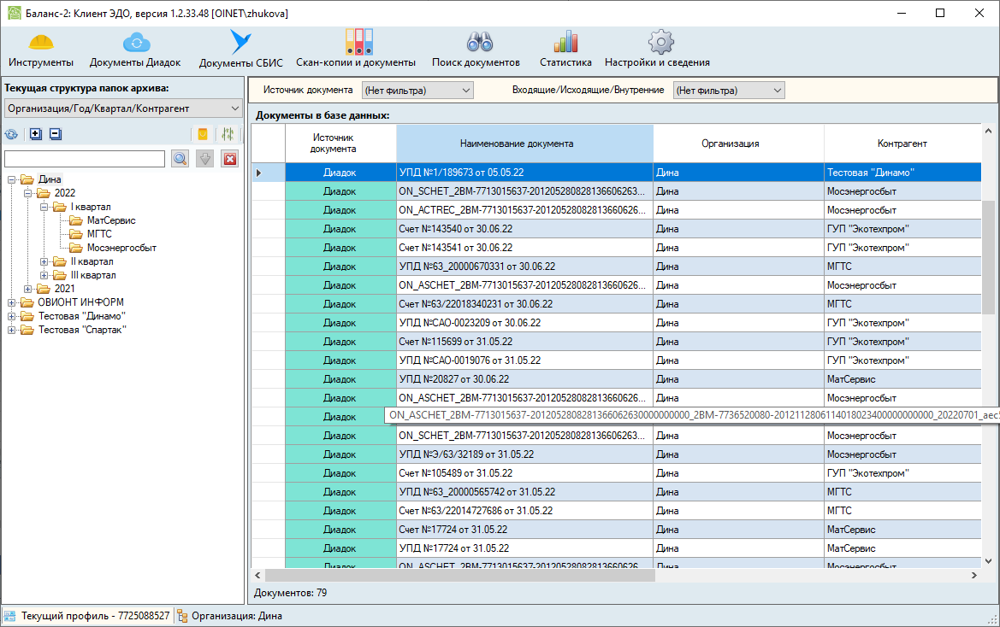 Баланс-2: Клиент ЭДО, версия 1.2.33.48 [OINET\zhukova]
Инструменты Документы Диадок Документы СБИС Скан-копии и документы Поиск документов Статистика Настройки и сведения
Текущая структура папок архива:
Организация/Год/Квартал/Контрагент
Дина
2022
I квартал
МатСервис
МГТС
Мосэнергосбыт
II квартал
III квартал
2021
ОВИОНТ ИНФОРМ
Тестовая "Динамо"
Тестовая "Спартак"
Источник документа (Нет фильтра) Входящие/Исходящие/Внутренние (Нет фильтра)
Документы в базе данных:
Источник документа Наименование документа Организация Контрагент
Диадок УПД №1/189673 от 05.05.22 Дина Тестовая "Динамо"
Диадок ON_SCHET_2BM-7713015637-201205280828136606263... Дина Мосэнергосбыт
Диадок ON_ACTREC_2BM-7713015637-20120528082813660626... Дина Мосэнергосбыт
Диадок Счет №143540 от 30.06.22 Дина ГУП "Экотехпром"
Диадок Счет №143541 от 30.06.22 Дина ГУП "Экотехпром"
Диадок УПД №63_20000670331 от 30.06.22 Дина МГТС
Диадок ON_ASCHET_2BM-7713015637-20120528082813660626... Дина Мосэнергосбыт
Диадок Счет №63/22018340231 от 30.06.22 Дина МГТС
Диадок УПД №САО-0023209 от 30.06.22 Дина ГУП "Экотехпром"
Диадок Счет №115699 от 31.05.22 Дина ГУП "Экотехпром"
Диадок УПД №САО-0019076 от 31.05.22 Дина ГУП "Экотехпром"
Диадок УПД №20827 от 30.06.22 Дина МатСервис
Диадок ON_ASCHET_2BM-7713015637-20120528082813660626... Дина Мосэнергосбыт
Диадок ON_ASCHET_2BM-7713015637-2012052808281366062630000000000_2BM-7736520080-2012112806114018023400000000000_20220701_aec5
Диадок ON_SCHET_2BM-7713015637-201205280828136606263... Дина Мосэнергосбыт
Диадок УПД №Э/63/32189 от 31.05.22 Дина Мосэнергосбыт
Диадок Счет №105489 от 31.05.22 Дина ГУП "Экотехпром"
Диадок УПД №63_20000565742 от 31.05.22 Дина МГТС
Диадок Счет №63/22014727686 от 31.05.22 Дина МГТС
Диадок Счет №17724 от 31.05.22 Дина МатСервис
Диадок УПД №17724 от 31.05.22 Дина МатСервис
Диадок ON_ASCHET_2BM-7713015637-20120528082813660626... Дина Мосэнергосбыт
Документов: 79
Текущий профиль - 7725088527 Организация: Дина